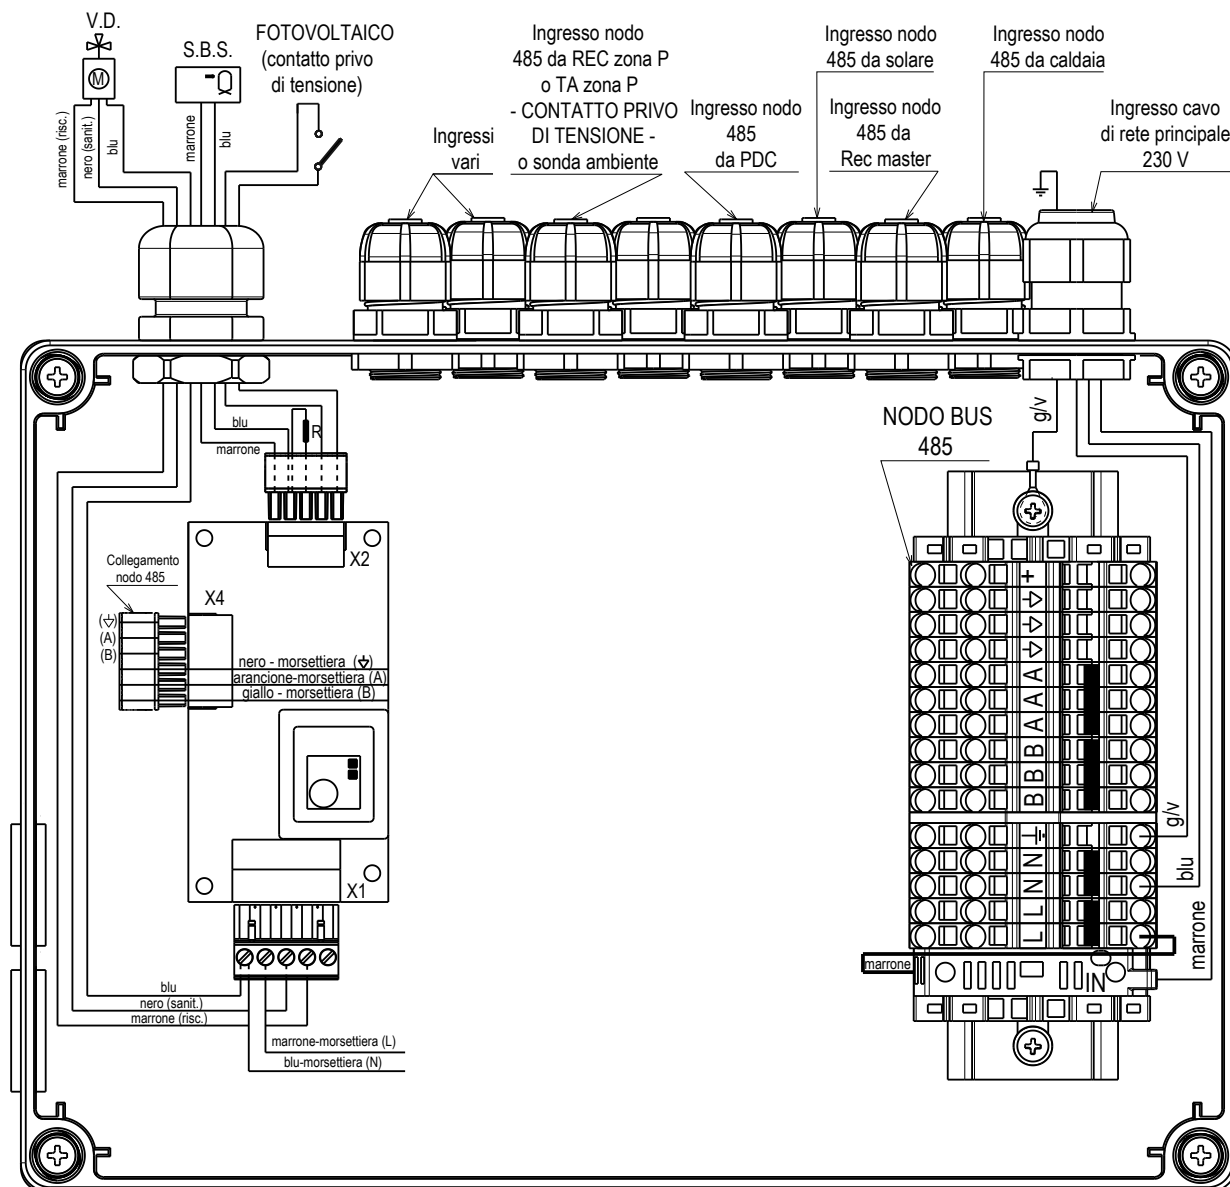 V.D.
M
marrone (risc.)
nero (sanit.)
blu
S.B.S.
marrone
blu
FOTOVOLTAICO
(contatto privo
di tensione)
Ingressi
vari
Ingresso nodo
485 da REC zona P
o TA zona P
- CONTATTO PRIVO
DI TENSIONE -
o sonda ambiente
Ingresso nodo
485
da PDC
Ingresso nodo
485 da solare
Ingresso nodo
485 da
Rec master
Ingresso nodo
485 da caldaia
Ingresso cavo
di rete principale
230 V
blu
marrone
R
X2
Collegamento
nodo 485
X4
(A)
(B)
nero - morsettiera
arancione-morsettiera (A)
giallo - morsettiera (B)
X1
blu
nero (sanit.)
marrone (risc.)
marrone-morsettiera (L)
blu-morsettiera (N)
NODO BUS
485
g/v
+
A
A
A
B
B
B
N
N
L
L
g/v
blu
marrone
marrone
IN